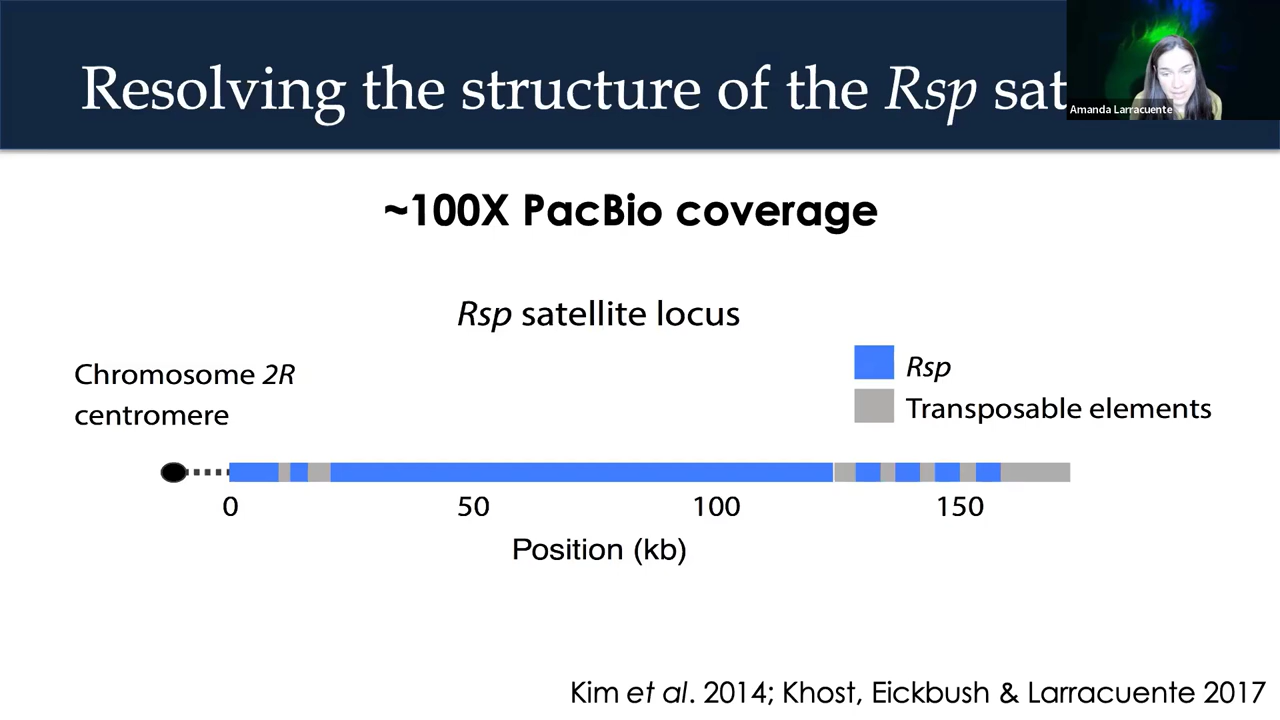 Resolving the structure of the Rsp sat
Amanda Larracuente
~100X PacBio coverage
Rsp satellite locus
Chromosome 2R
centromere
Rsp
Transposable elements
0 50 100 150
Position (kb)
Kim et al. 2014; Khost, Eickbush & Larracuente 2017